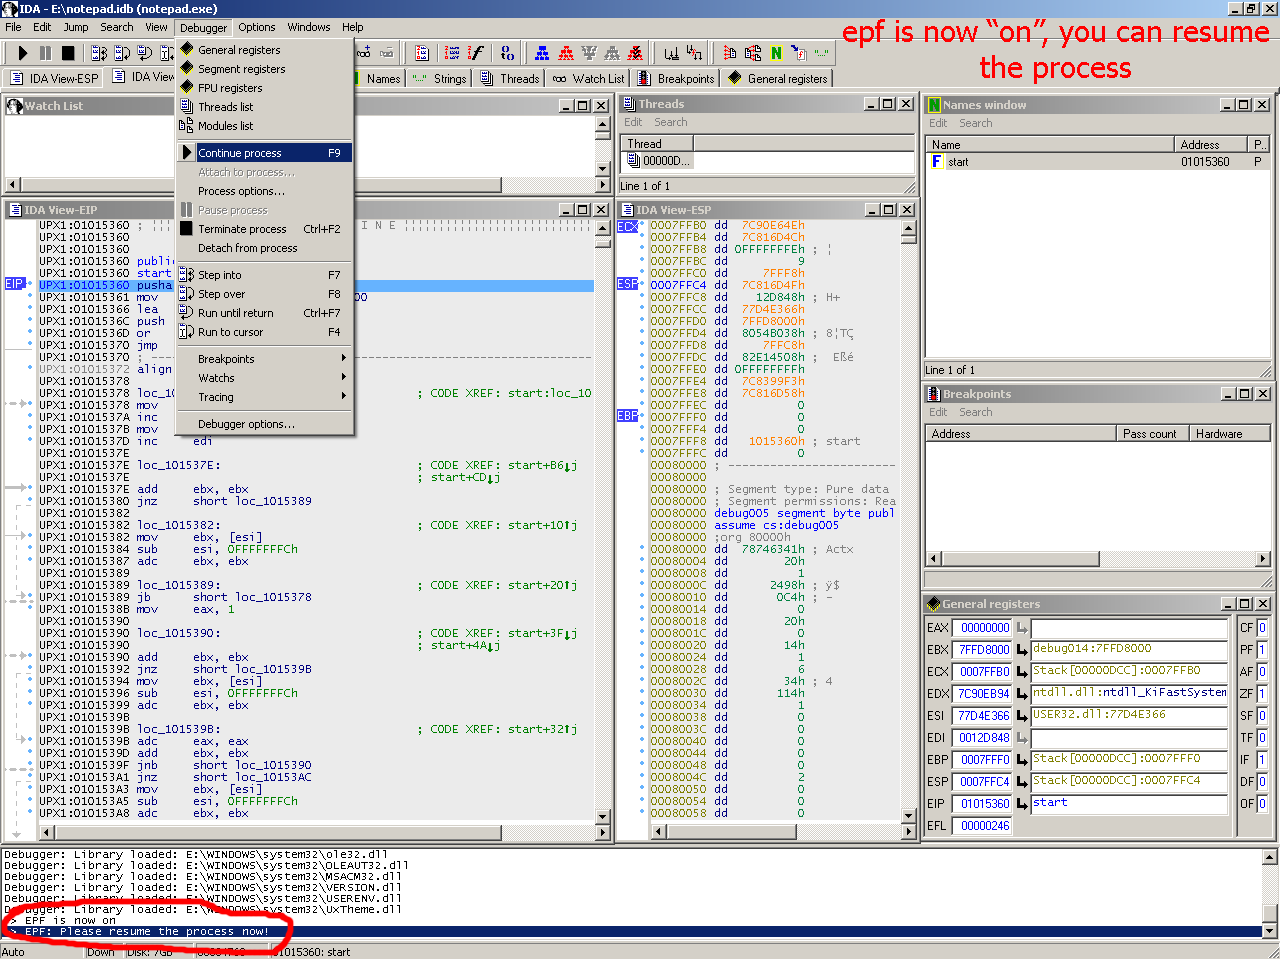 IDA - E:\notepad.idb (notepad.exe)
File Edit Jump Search View Debugger Options Windows Help
epf is now “on”, you can resume
the process
IDA View-ESP
IDA View
Names
Strings
Threads
Watch List
Breakpoints
General registers
General registers
Segment registers
FPU registers
Threads list
Modules list
Continue process F9
Attach to process...
Process options...
Pause process
Terminate process Ctrl+F2
Detach from process
Step into F7
Step over F8
Run until return Ctrl+F7
Run to cursor F4
Breakpoints
Watchs
Tracing
Debugger options...
Watch List
Threads
Edit Search
Thread
00000D...
Line 1 of 1
Names window
Edit Search
Name Address P..
F start 01015360 P
Line 1 of 1
IDA View-EIP
UPX1:01015360 ; I N E
UPX1:01015360
UPX1:01015360
UPX1:01015360 public
UPX1:01015360 start
EIP UPX1:01015360 pusha
UPX1:01015361 mov 00
UPX1:01015366 lea
UPX1:0101536C push
UPX1:0101536D or
UPX1:01015370 jmp
UPX1:01015370 ; ---
UPX1:01015372 align
UPX1:01015378
UPX1:01015378 loc_10 ; CODE XREF: start:loc_10
UPX1:01015378 mov
UPX1:0101537A inc
UPX1:0101537B mov
UPX1:0101537D inc edi
UPX1:0101537E
UPX1:0101537E loc_101537E: ; CODE XREF: start+B6↓j
UPX1:0101537E ; start+CD↓j
UPX1:0101537E add ebx, ebx
UPX1:01015380 jnz short loc_1015389
UPX1:01015382
UPX1:01015382 loc_1015382: ; CODE XREF: start+10↑j
UPX1:01015382 mov ebx, [esi]
UPX1:01015384 sub esi, 0FFFFFFFCh
UPX1:01015387 adc ebx, ebx
UPX1:01015389
UPX1:01015389 loc_1015389: ; CODE XREF: start+20↑j
UPX1:01015389 jb short loc_1015378
UPX1:0101538B mov eax, 1
UPX1:01015390
UPX1:01015390 loc_1015390: ; CODE XREF: start+3F↓j
UPX1:01015390 ; start+4A↓j
UPX1:01015390 add ebx, ebx
UPX1:01015392 jnz short loc_101539B
UPX1:01015394 mov ebx, [esi]
UPX1:01015396 sub esi, 0FFFFFFFCh
UPX1:01015399 adc ebx, ebx
UPX1:0101539B
UPX1:0101539B loc_101539B: ; CODE XREF: start+32↑j
UPX1:0101539B adc eax, eax
UPX1:0101539D add ebx, ebx
UPX1:0101539F jnb short loc_1015390
UPX1:010153A1 jnz short loc_10153AC
UPX1:010153A3 mov ebx, [esi]
UPX1:010153A5 sub esi, 0FFFFFFFCh
UPX1:010153A8 adc ebx, ebx
IDA View-ESP
ECX 0007FFB0 dd 7C90E64Eh
0007FFB4 dd 7C816D4Ch
0007FFB8 dd 0FFFFFFFEh ; ¦
0007FFBC dd 9
0007FFC0 dd 7FFF8h
ESP 0007FFC4 dd 7C816D4Fh
0007FFC8 dd 12D848h ; H+
0007FFCC dd 77D4E366h
0007FFD0 dd 7FFD8000h
0007FFD4 dd 8054B038h ; 8¦TÇ
0007FFD8 dd 7FFC8h
0007FFDC dd 82E14508h ; Eßé
0007FFE0 dd 0FFFFFFFFh
0007FFE4 dd 7C8399F3h
0007FFE8 dd 7C816D58h
0007FFEC dd 0
EBP 0007FFF0 dd 0
0007FFF4 dd 0
0007FFF8 dd 1015360h ; start
0007FFFC dd 0
00080000 ; --------------------------
00080000
00080000 ; Segment type: Pure data
00080000 ; Segment permissions: Rea
00080000 debug005 segment byte publ
00080000 assume cs:debug005
00080000 ;org 80000h
00080000 dd 78746341h ; Actx
00080004 dd 20h
00080008 dd 1
0008000C dd 2498h ; ÿ$
00080010 dd 0C4h ; -
00080014 dd 0
00080018 dd 20h
0008001C dd 0
00080020 dd 14h
00080024 dd 1
00080028 dd 6
0008002C dd 34h ; 4
00080030 dd 114h
00080034 dd 1
00080038 dd 0
0008003C dd 0
00080040 dd 0
00080044 dd 0
00080048 dd 0
0008004C dd 2
00080050 dd 0
00080054 dd 0
00080058 dd 0
Breakpoints
Edit Search
Address Pass count Hardware
General registers
EAX 00000000 CF 0
EBX 7FFD8000 debug014:7FFD8000 PF 1
ECX 0007FFB0 Stack[00000DCC]:0007FFB0 AF 0
EDX 7C90EB94 ntdll.dll:ntdll_KiFastSystem ZF 1
ESI 77D4E366 USER32.dll:77D4E366 SF 0
EDI 0012D848 TF 0
EBP 0007FFF0 Stack[00000DCC]:0007FFF0 IF 1
ESP 0007FFC4 Stack[00000DCC]:0007FFC4 DF 0
EIP 01015360 start OF 0
EFL 00000246
Debugger: Library loaded: E:\WINDOWS\system32\ole32.dll
Debugger: Library loaded: E:\WINDOWS\system32\OLEAUT32.dll
Debugger: Library loaded: E:\WINDOWS\system32\MSACM32.dll
Debugger: Library loaded: E:\WINDOWS\system32\VERSION.dll
Debugger: Library loaded: E:\WINDOWS\system32\USERENV.dll
Debugger: Library loaded: E:\WINDOWS\system32\UxTheme.dll
> EPF is now on
> EPF: Please resume the process now!
Auto Down Disk: 7GB 01015360: start